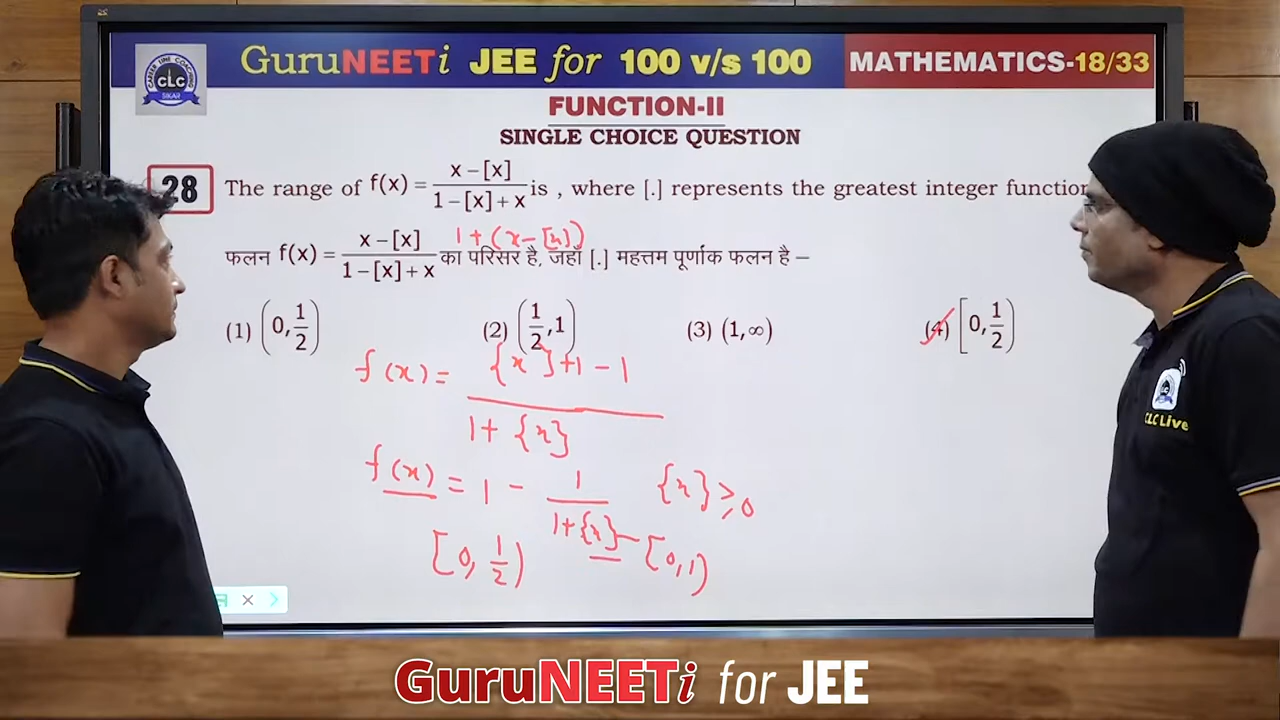 GuruNEETi JEE for 100 v/s 100
MATHEMATICS-18/33
CAREER LINE COACHING
CLC
SIKAR
FUNCTION-II
SINGLE CHOICE QUESTION
28 The range of f(x) = x – [x] / 1 – [x] + x is , where [.] represents the greatest integer function
1 + (x – [x])
फलन f(x) = x – [x] / 1 – [x] + x का परिसर है, जहाँ [.] महत्तम पूर्णांक फलन है –
(1) (0, 1/2) (2) (1/2, 1) (3) (1, ∞) (4) [0, 1/2)
f(x) = {x} + 1 – 1 / 1 + {x}
f(x) = 1 – 1 / 1 + {x} {x} ≥ 0
[0, 1/2) [0, 1)
CLC Live
GuruNEETi for JEE